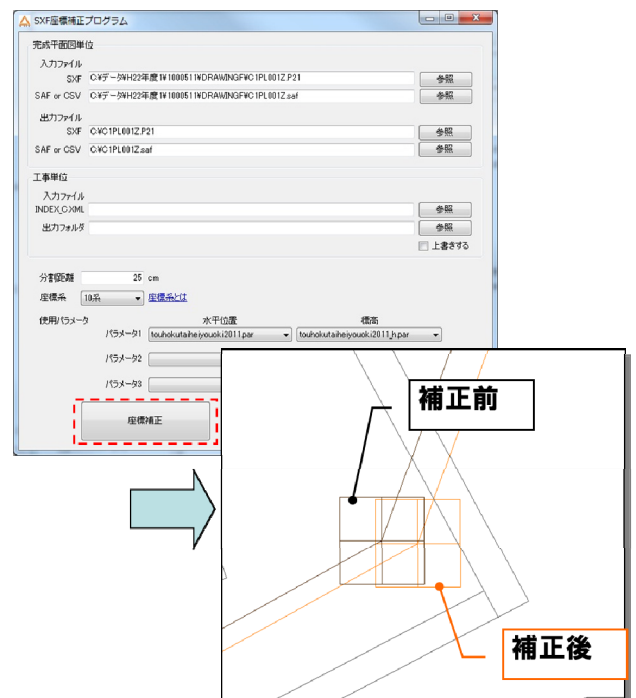 SXF座標補正プログラム
完成平面図単位
入力ファイル
SXF C:¥データ¥H22年度1¥1000511¥DRAWINGF¥C1PL001Z.P21 参照
SAF or CSV C:¥データ¥H22年度1¥1000511¥DRAWINGF¥C1PL001Z.saf 参照
出力ファイル
SXF C:¥C1PL001Z.P21 参照
SAF or CSV C:¥C1PL001Z.saf 参照
工事単位
入力ファイル
INDEX_C.XML 参照
出力フォルダ 参照
上書きする
分割距離 25 cm
座標系 10系 座標系とは
使用パラメータ 水平位置 標高
パラメータ1 touhokutaiheiyouoki2011.par touhokutaiheiyouoki2011_h.par
パラメータ2
パラメータ3
座標補正
補正前
補正後